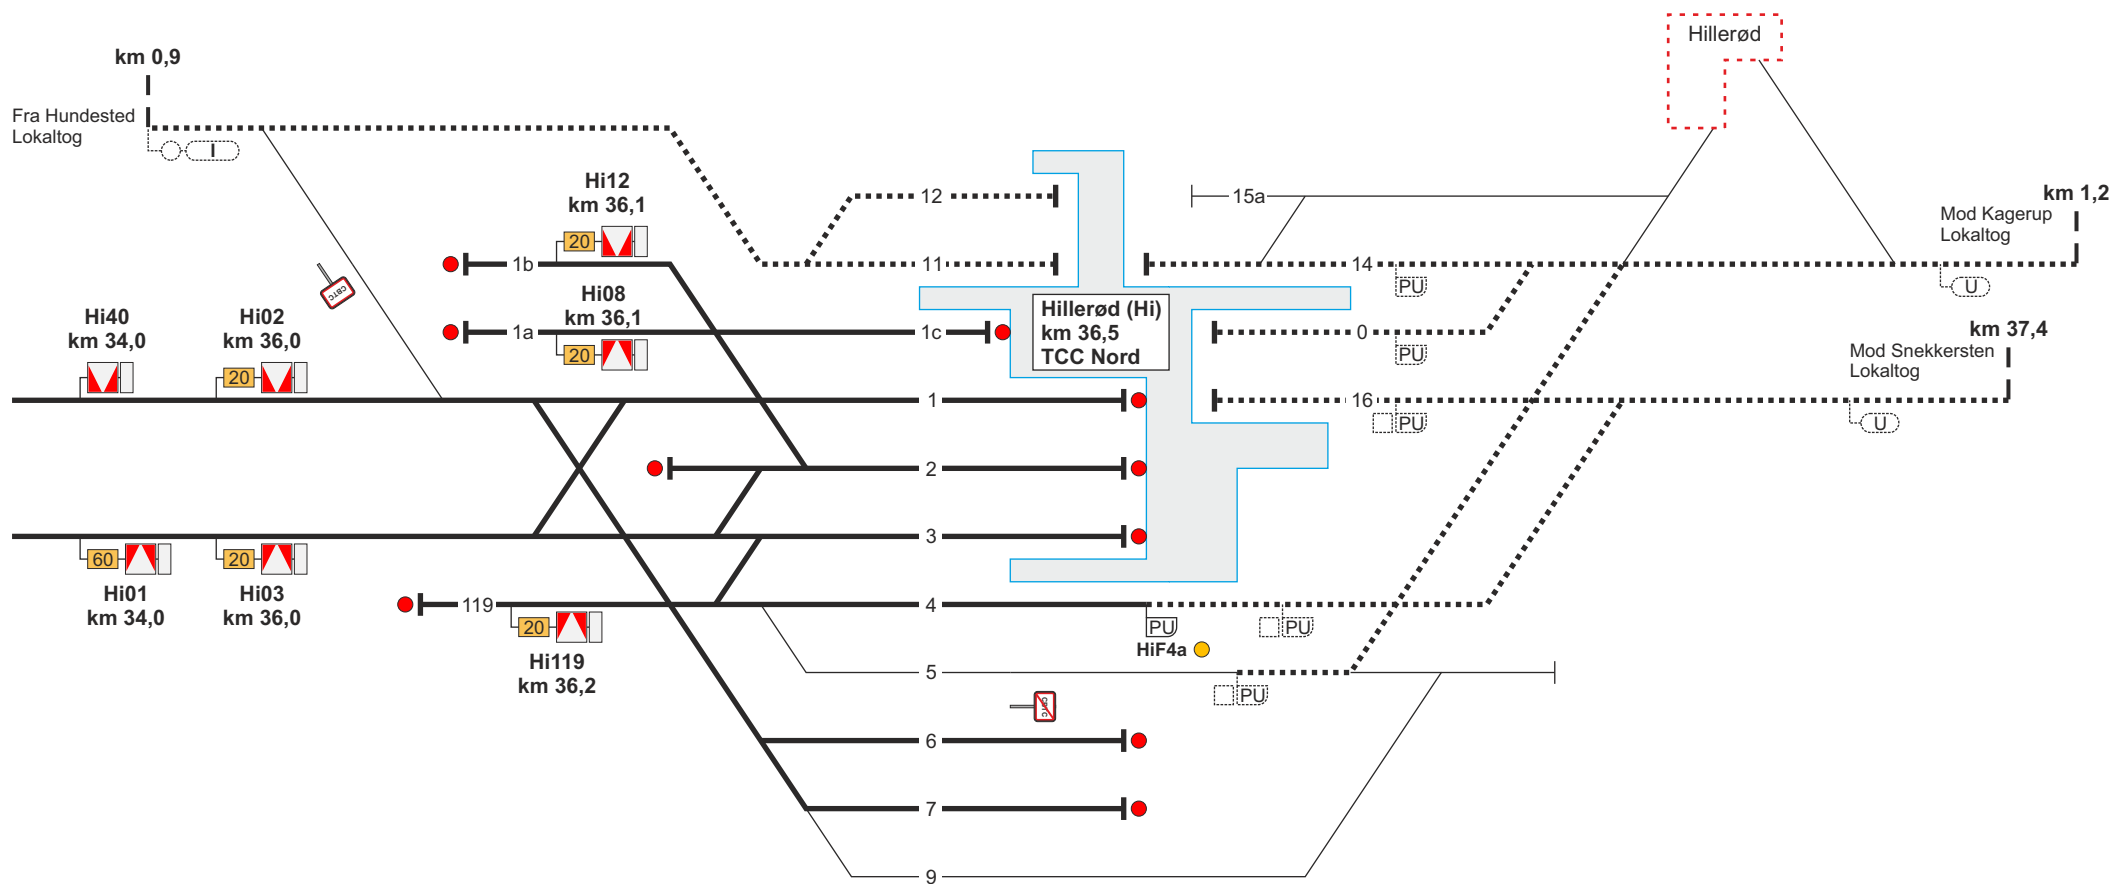 Hillerød
km 0,9
Fra Hundested
Lokaltog
I
Hi12
km 36,1
20
12
15a
km 1,2
Mod Kagerup
Lokaltog
1b
11
14
PU
U
CBTC
Hi08
km 36,1
20
Hillerød (Hi)
km 36,5
TCC Nord
Hi40
km 34,0
Hi02
km 36,0
20
1a
1c
0
PU
km 37,4
Mod Snekkersten
Lokaltog
1
16
PU
U
2
3
60
Hi01
km 34,0
20
Hi03
km 36,0
119
20
Hi119
km 36,2
4
PU
HiF4a
PU
5
PU
CBTC
6
7
9